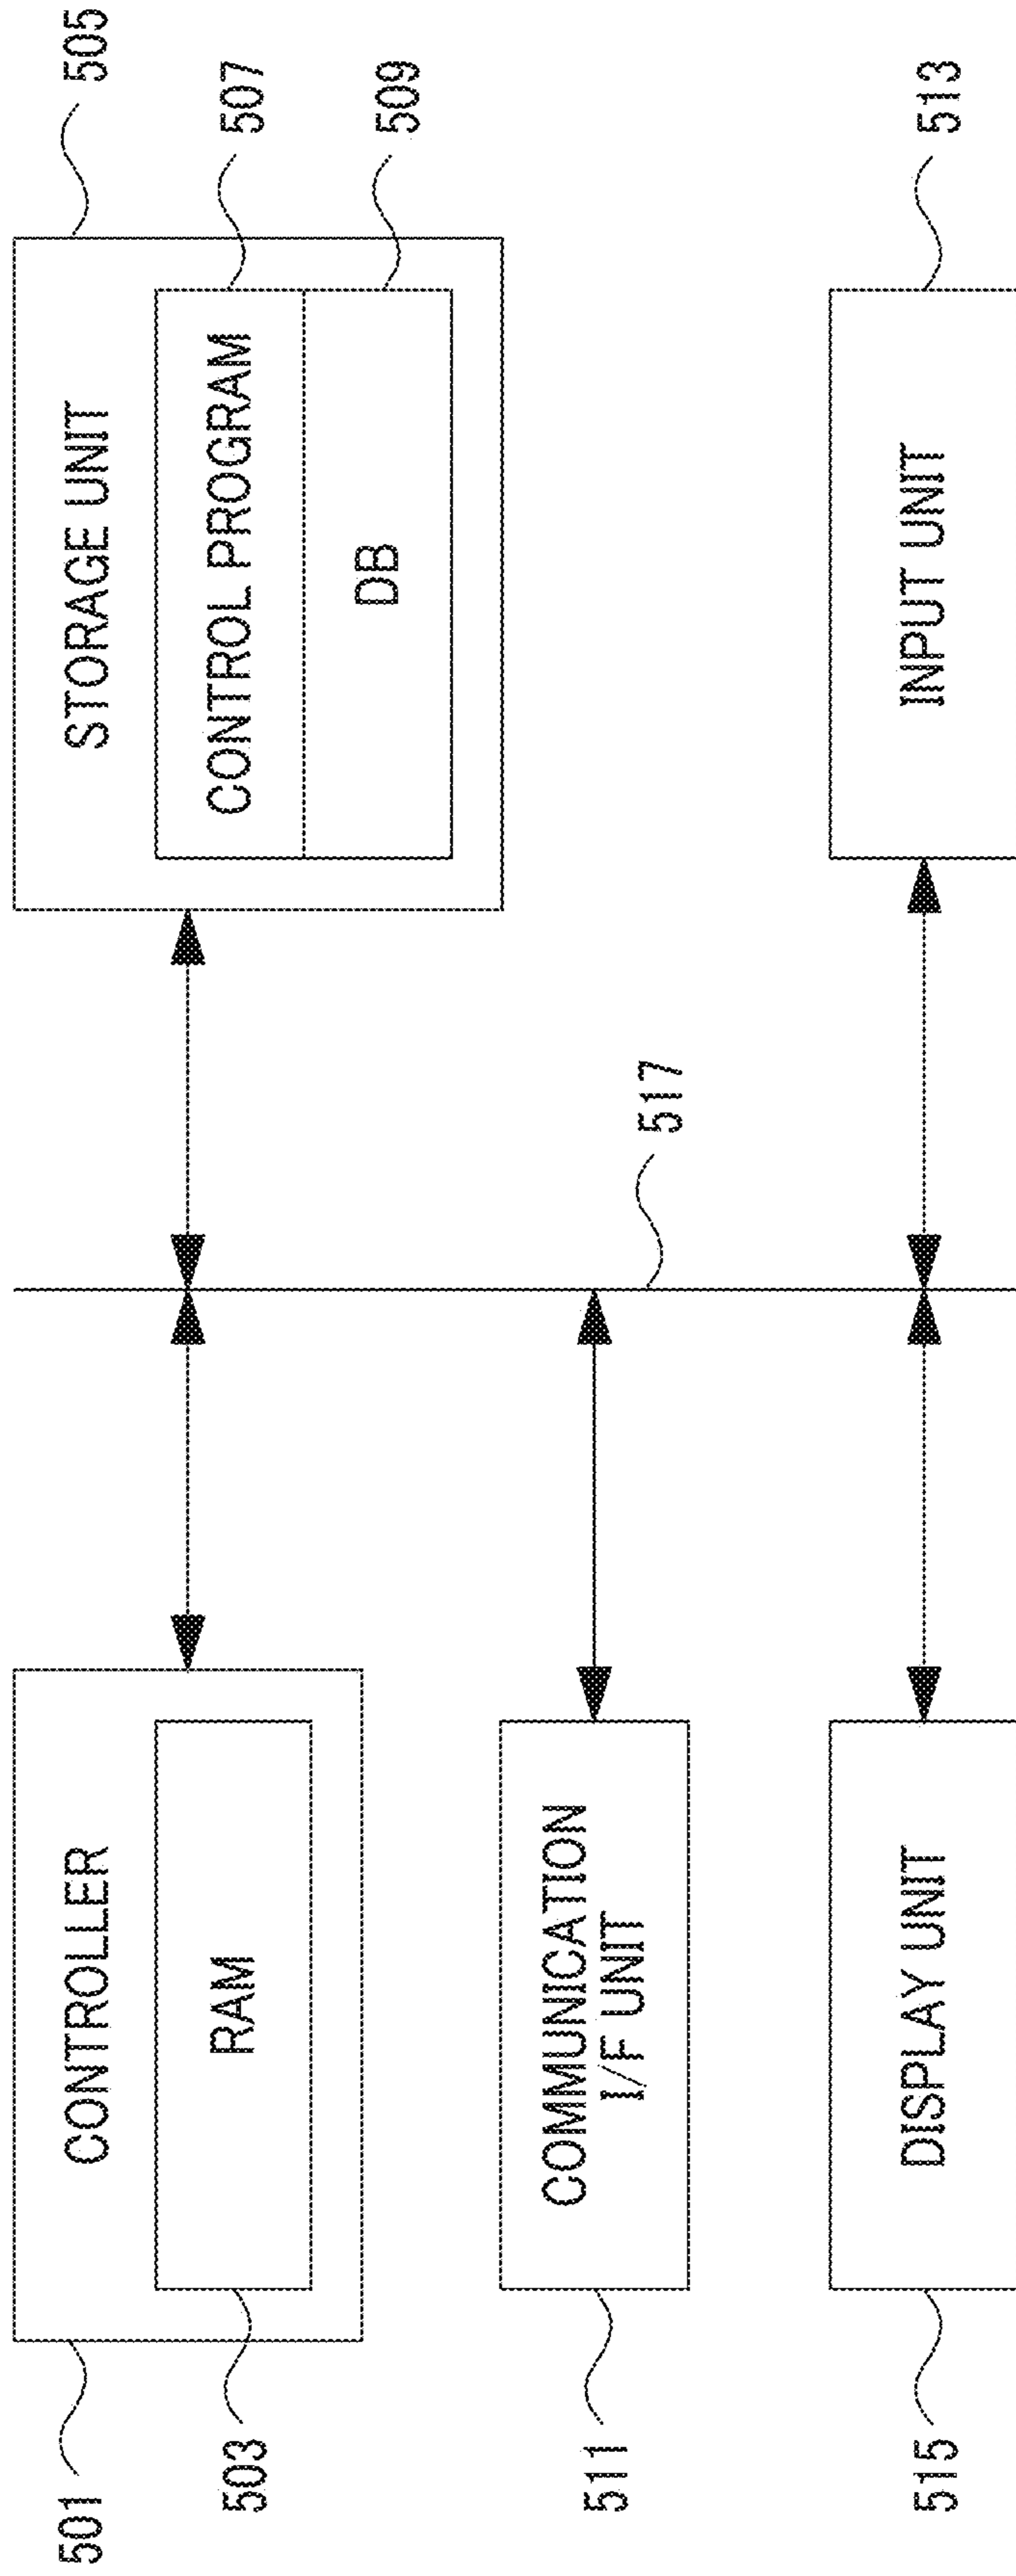 501
CONTROLLER
503
RAM
STORAGE UNIT
505
CONTROL PROGRAM
507
DB
509
517
511
COMMUNICATION
I/F UNIT
515
DISPLAY UNIT
INPUT UNIT
513